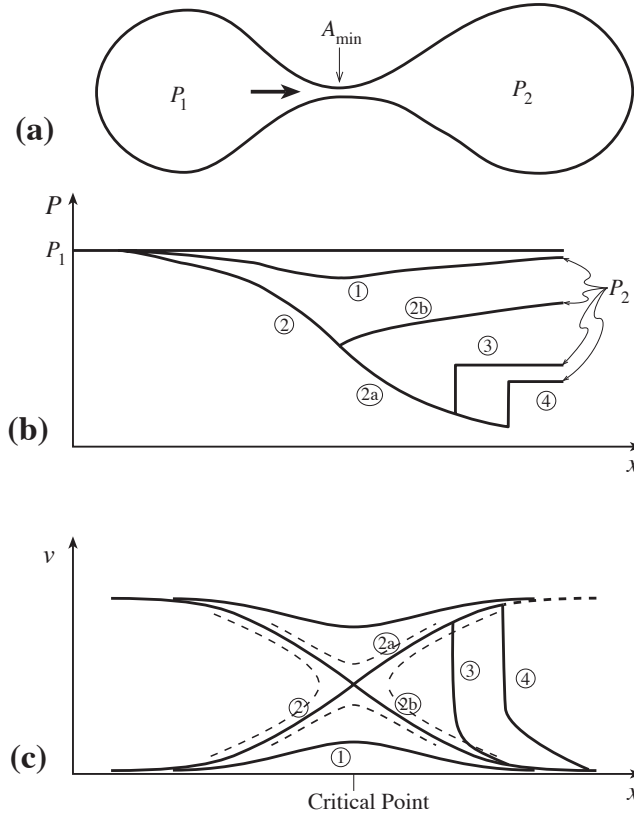 A_min
P_1
P_2
(a)
P
P_1
①
2b
②
③
P_2
2a
④
(b)
x
v
2a
③
④
②
2b
①
(c)
x
Critical Point